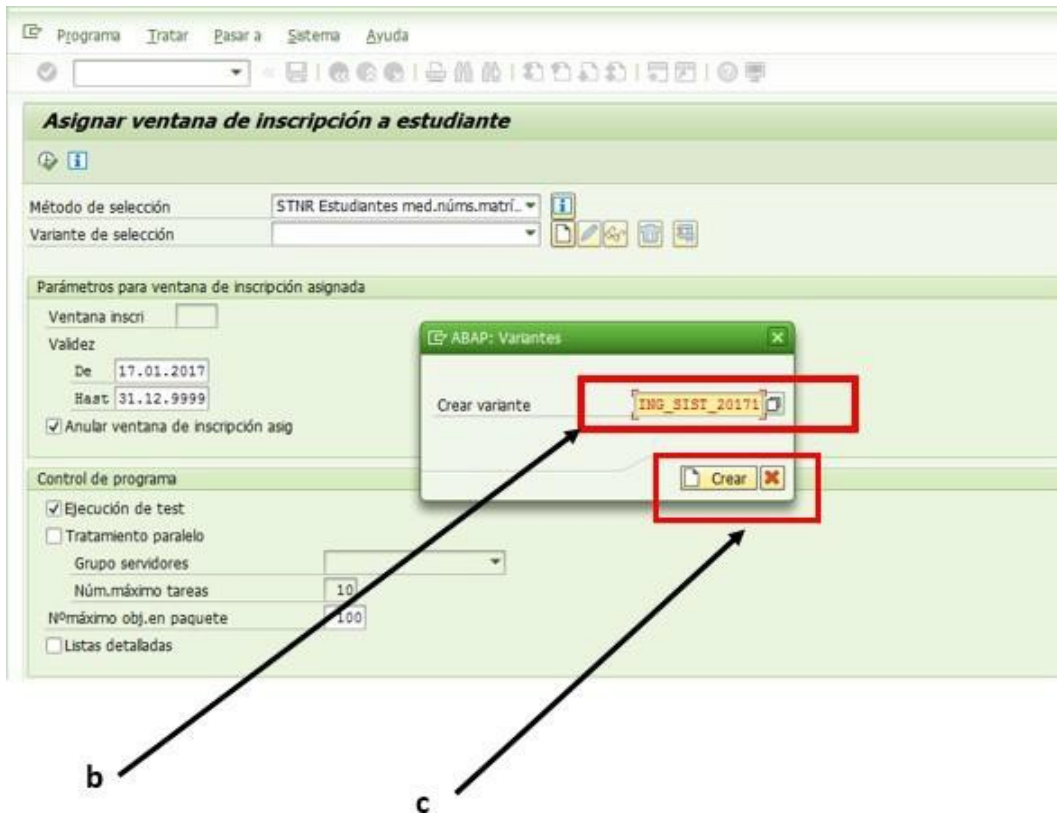 Programa Tratar Pasar a Sistema Ayuda
Asignar ventana de inscripción a estudiante
Método de selección STNR Estudiantes med.núms.matrí..
Variante de selección
Parámetros para ventana de inscripción asignada
Ventana inscri
Validez
De 17.01.2017
Hast 31.12.9999
Anular ventana de inscripción asig
ABAP: Variantes
Crear variante ING_SIST_20171
Crear
Control de programa
Ejecución de test
Tratamiento paralelo
Grupo servidores
Núm.máximo tareas 10
Nºmáximo obj.en paquete 100
Listas detalladas
b
c